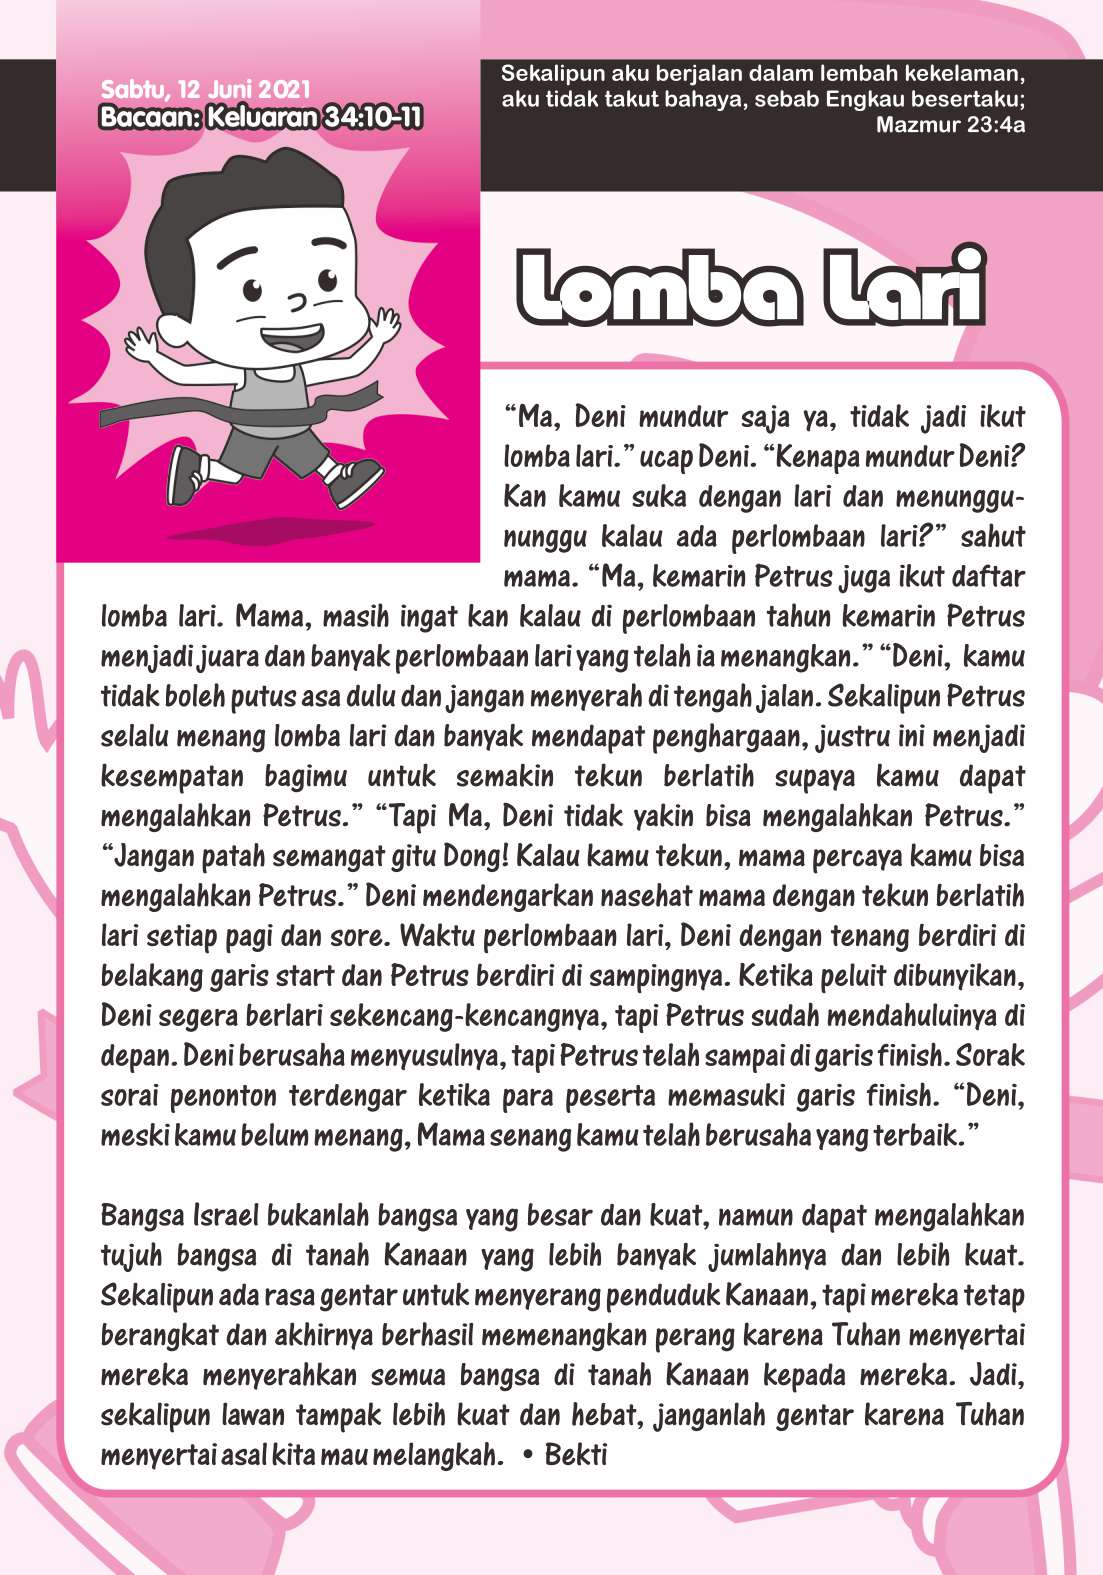 Sabtu, 12 Juni 2021
Bacaan: Keluaran 34:10-11
Sekalipun aku berjalan dalam lembah kekelaman,
aku tidak takut bahaya, sebab Engkau besertaku;
Mazmur 23:4a
Lomba Lari
“Ma, Deni mundur saja ya, tidak jadi ikut
lomba lari.” ucap Deni. “Kenapa mundur Deni?
Kan kamu suka dengan lari dan menunggu-
nunggu kalau ada perlombaan lari?” sahut
mama. “Ma, kemarin Petrus juga ikut daftar
lomba lari. Mama, masih ingat kan kalau di perlombaan tahun kemarin Petrus
menjadi juara dan banyak perlombaan lari yang telah ia menangkan.” “Deni, kamu
tidak boleh putus asa dulu dan jangan menyerah di tengah jalan. Sekalipun Petrus
selalu menang lomba lari dan banyak mendapat penghargaan, justru ini menjadi
kesempatan bagimu untuk semakin tekun berlatih supaya kamu dapat
mengalahkan Petrus.” “Tapi Ma, Deni tidak yakin bisa mengalahkan Petrus.”
“Jangan patah semangat gitu Dong! Kalau kamu tekun, mama percaya kamu bisa
mengalahkan Petrus.” Deni mendengarkan nasehat mama dengan tekun berlatih
lari setiap pagi dan sore. Waktu perlombaan lari, Deni dengan tenang berdiri di
belakang garis start dan Petrus berdiri di sampingnya. Ketika peluit dibunyikan,
Deni segera berlari sekencang-kencangnya, tapi Petrus sudah mendahuluinya di
depan. Deni berusaha menyusulnya, tapi Petrus telah sampai di garis finish. Sorak
sorai penonton terdengar ketika para peserta memasuki garis finish. “Deni,
meski kamu belum menang, Mama senang kamu telah berusaha yang terbaik.”
Bangsa Israel bukanlah bangsa yang besar dan kuat, namun dapat mengalahkan
tujuh bangsa di tanah Kanaan yang lebih banyak jumlahnya dan lebih kuat.
Sekalipun ada rasa gentar untuk menyerang penduduk Kanaan, tapi mereka tetap
berangkat dan akhirnya berhasil memenangkan perang karena Tuhan menyertai
mereka menyerahkan semua bangsa di tanah Kanaan kepada mereka. Jadi,
sekalipun lawan tampak lebih kuat dan hebat, janganlah gentar karena Tuhan
menyertai asal kita mau melangkah. • Bekti